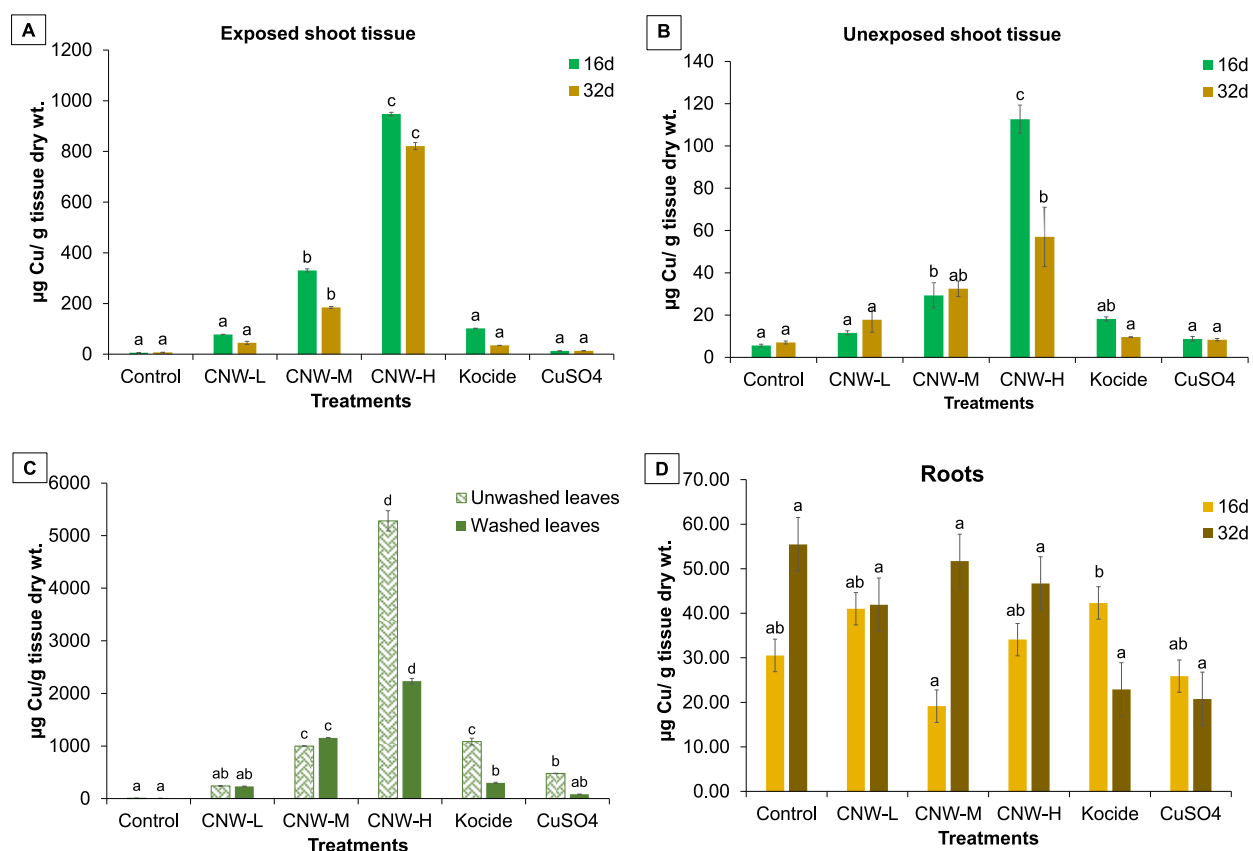 A
Exposed shoot tissue
16d
32d
µg Cu/ g tissue dry wt.
1200
1000
800
600
400
200
0
a a a a b b c c a a a a
Control CNW-L CNW-M CNW-H Kocide CuSO4
Treatments
B
Unexposed shoot tissue
16d
32d
µg Cu/ g tissue dry wt.
140
120
100
80
60
40
20
0
a a a a b ab c b ab a a a
Control CNW-L CNW-M CNW-H Kocide CuSO4
Treatments
C
Unwashed leaves
Washed leaves
µg Cu/g tissue dry wt.
6000
5000
4000
3000
2000
1000
0
a a ab ab c c d d c b b ab
Control CNW-L CNW-M CNW-H Kocide CuSO4
Treatments
D
Roots
16d
32d
µg Cu/ g tissue dry wt.
70.00
60.00
50.00
40.00
30.00
20.00
10.00
0.00
ab a ab a a a ab a b a ab a
Control CNW-L CNW-M CNW-H Kocide CuSO4
Treatments